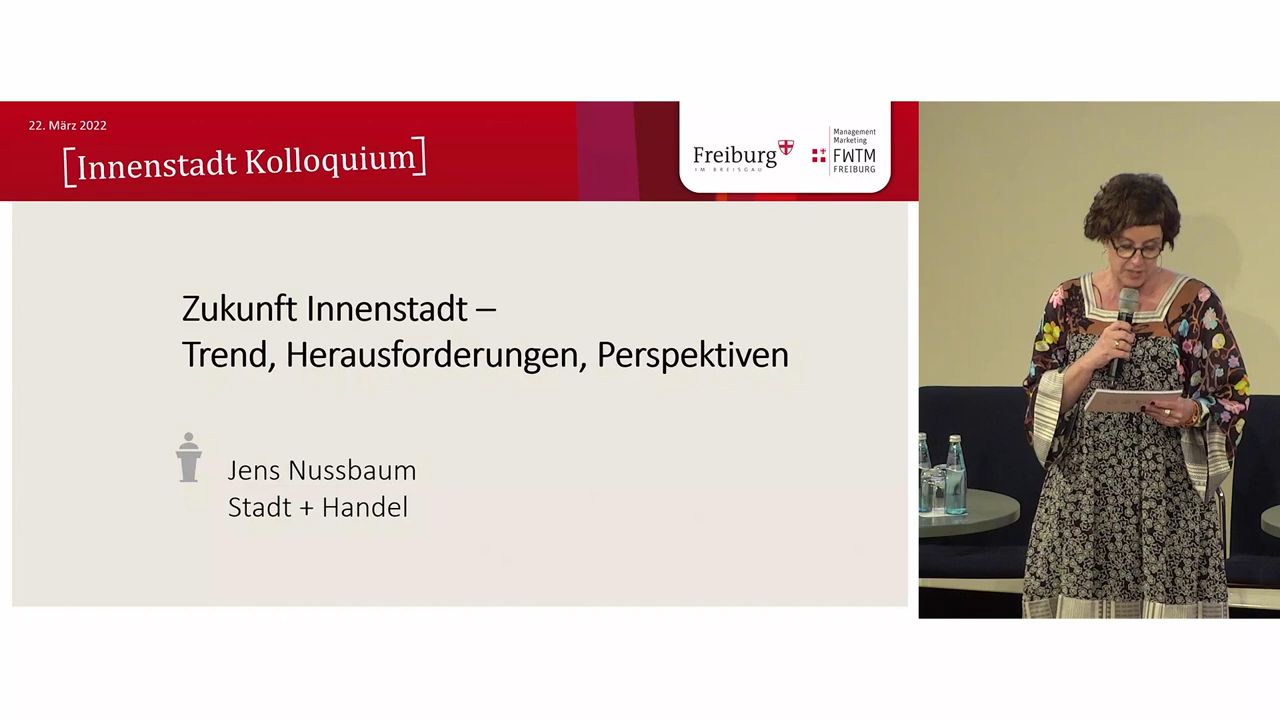 22. März 2022
[Innenstadt Kolloquium]
Freiburg
IM BREISGAU
Management
Marketing
FWTM
FREIBURG
Zukunft Innenstadt –
Trend, Herausforderungen, Perspektiven
Jens Nussbaum
Stadt + Handel